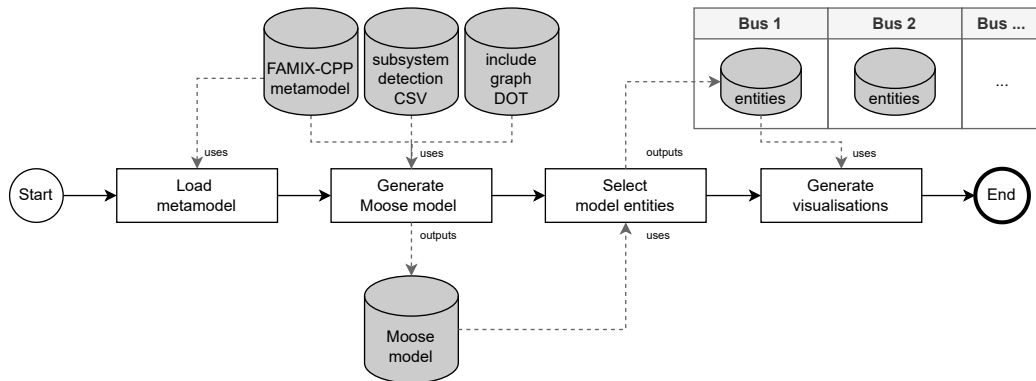 Bus 1
Bus 2
Bus ...
FAMIX-CPP
metamodel
subsystem
detection
CSV
include
graph
DOT
entities
entities
...
uses
uses
outputs
uses
Start
Load
metamodel
Generate
Moose model
Select
model entities
Generate
visualisations
End
outputs
uses
Moose
model